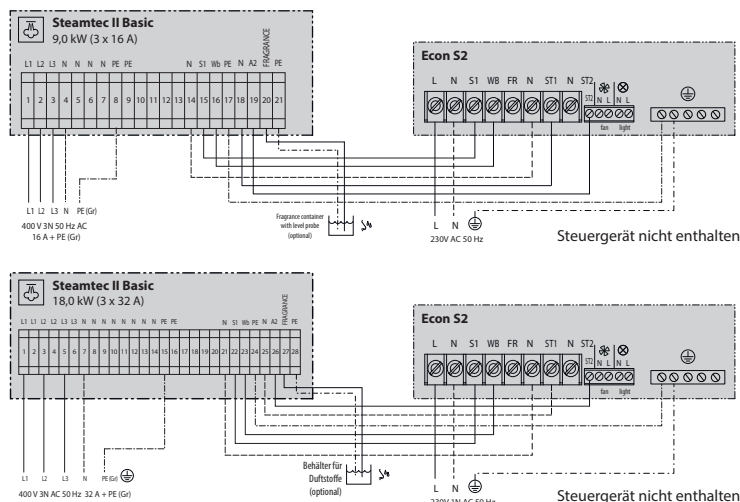 Steamtec II Basic
9,0 kW (3 x 16 A)
L1 L2 L3 N N N N PE PE N S1 Wb PE N A2 FRAGRANCE PE
1 2 3 4 5 6 7 8 9 10 11 12 13 14 15 16 17 18 19 20 21
L1 L2 L3 N PE (Gr)
400 V 3N 50 Hz AC
16 A + PE (Gr)
Fragrance container
with level probe
(optional)
Econ S2
L N S1 WB FR N ST1 N ST2
ST2 N L N L
fan light
L N
230V AC 50 Hz
Steuergerät nicht enthalten
Steamtec II Basic
18,0 kW (3 x 32 A)
L1 L1 L2 L2 L3 L3 N N N N N N N N PE PE N S1 Wb PE N A2 FRAGRANCE PE
1 2 3 4 5 6 7 8 9 10 11 12 13 14 15 16 17 18 19 20 21 22 23 24 25 26 27 28
L1 L2 L3 N PE (Gr)
400 V 3N AC 50 Hz 32 A + PE (Gr)
Behälter für
Duftstoffe
(optional)
Econ S2
L N S1 WB FR N ST1 N ST2
ST2 N L N L
fan light
L N
230V 1N AC 50 Hz
Steuergerät nicht enthalten